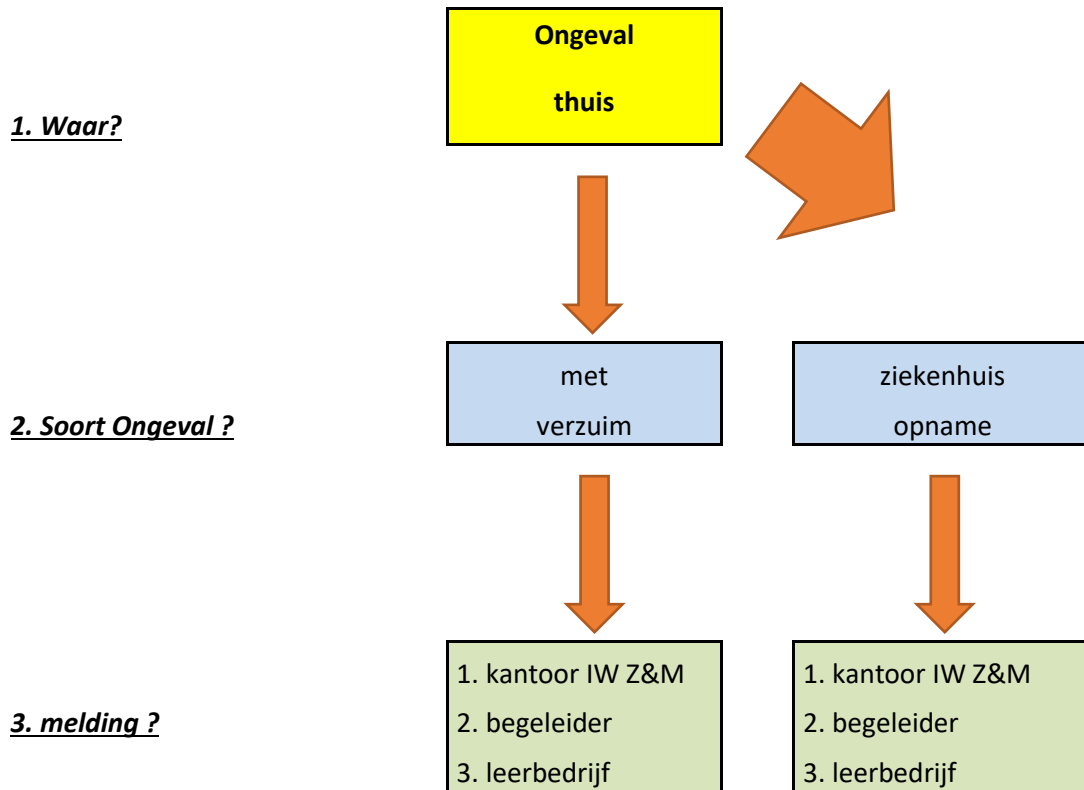 Ongeval
thuis
1. Waar?
met
verzuim
ziekenhuis
opname
2. Soort Ongeval ?
1. kantoor IW Z&M
2. begeleider
3. leerbedrijf
1. kantoor IW Z&M
2. begeleider
3. leerbedrijf
3. melding ?